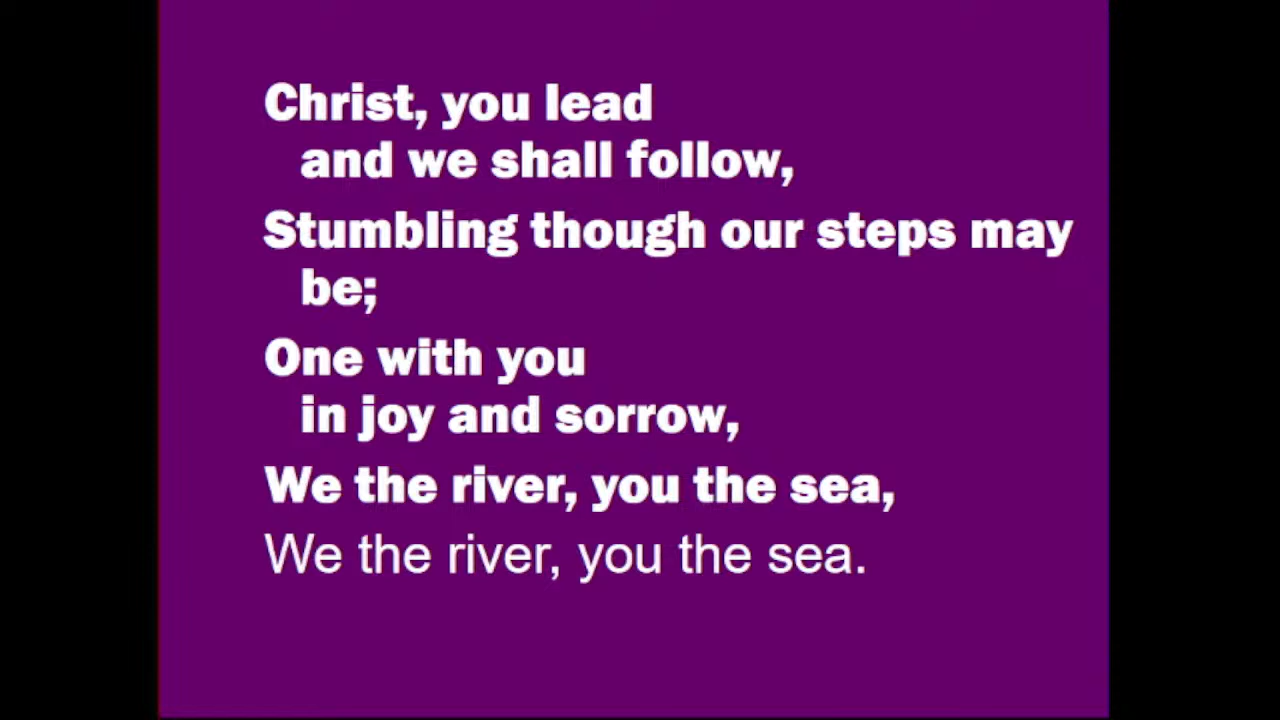 Christ, you lead
and we shall follow,
Stumbling though our steps may
be;
One with you
in joy and sorrow,
We the river, you the sea,
We the river, you the sea.